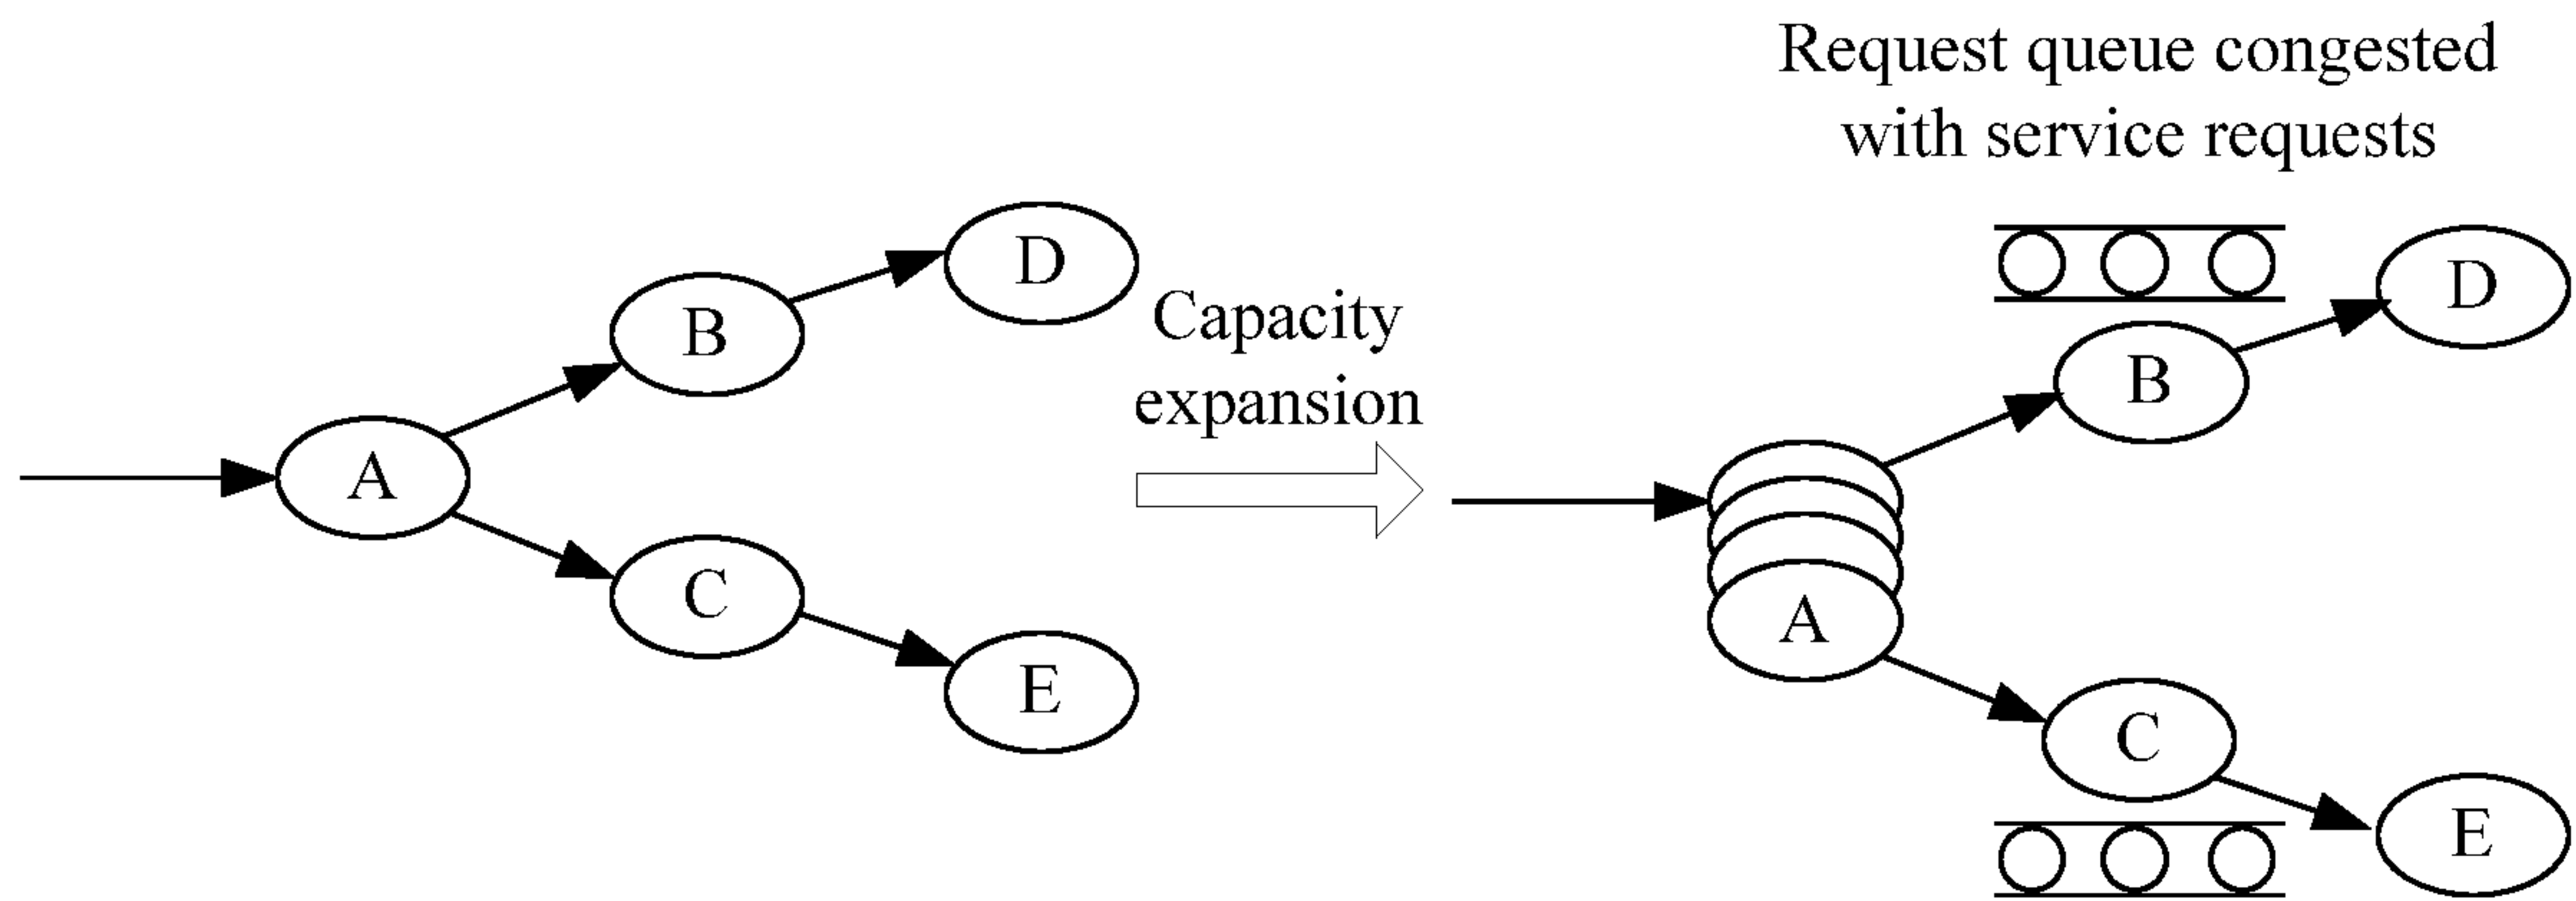 Request queue congested
with service requests
D
B
Capacity
expansion
A
C
E
D
B
A
C
E